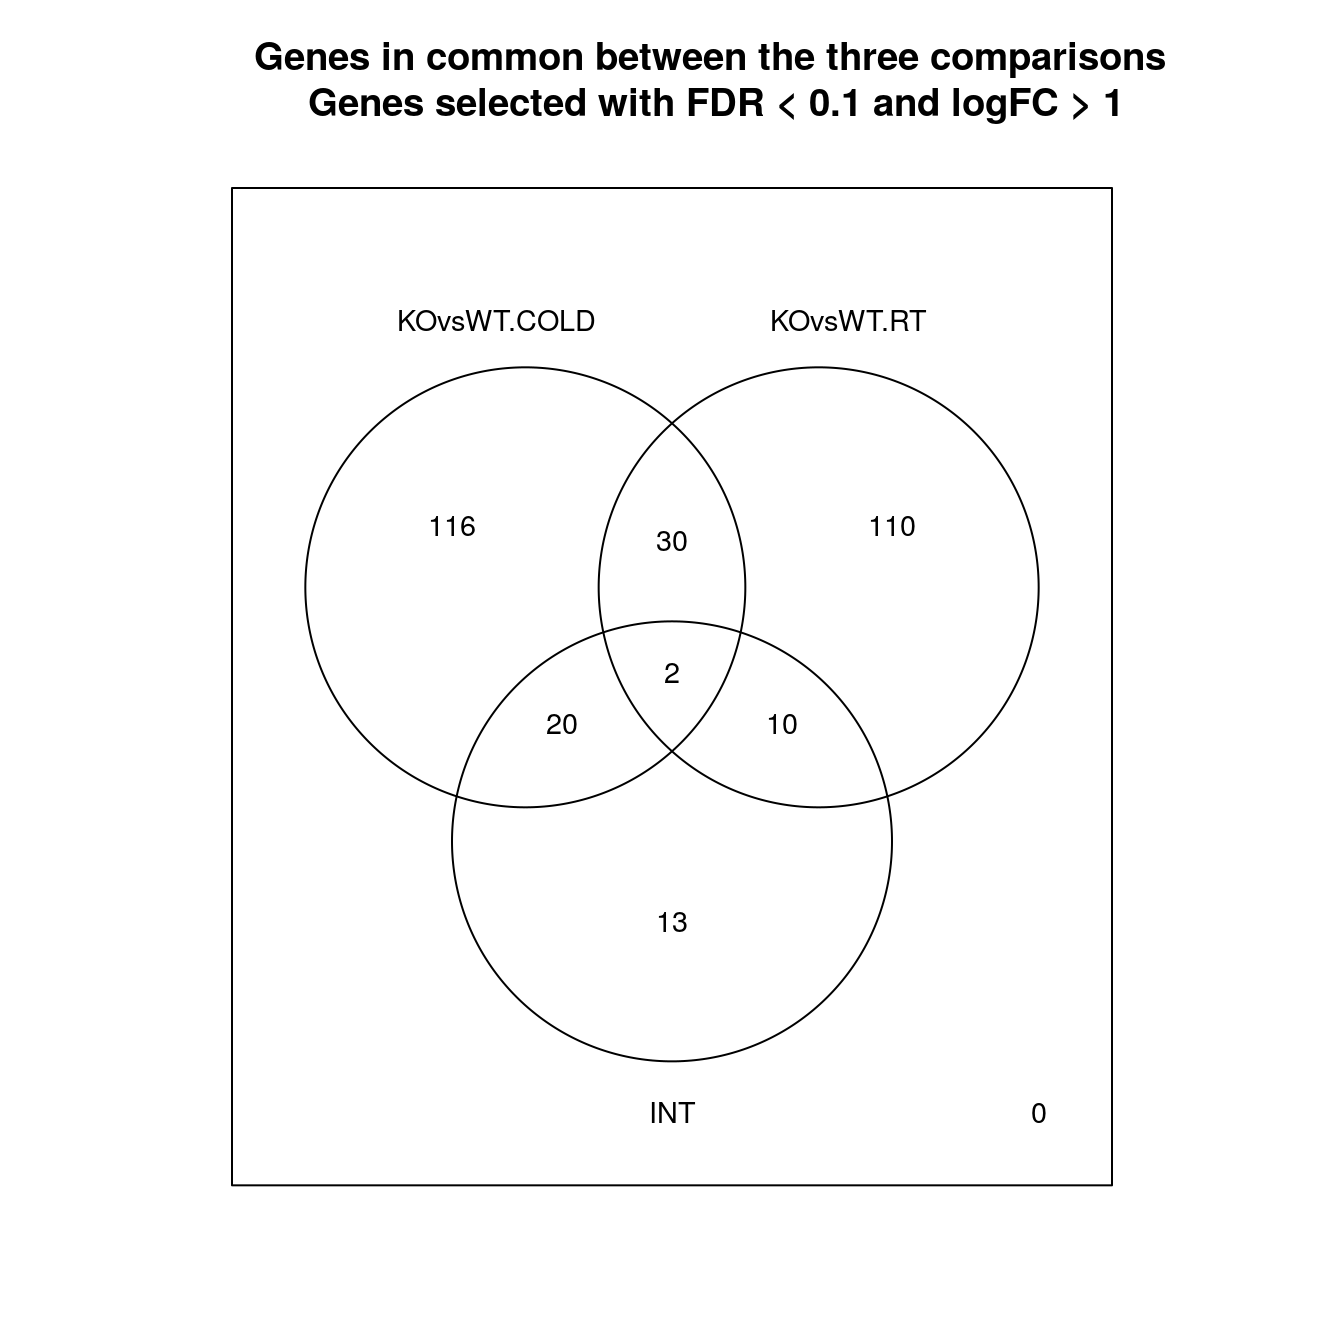 Genes in common between the three comparisons
Genes selected with FDR < 0.1 and logFC > 1
KOvsWT.COLD
KOvsWT.RT
116
30
110
2
20
10
13
INT
0